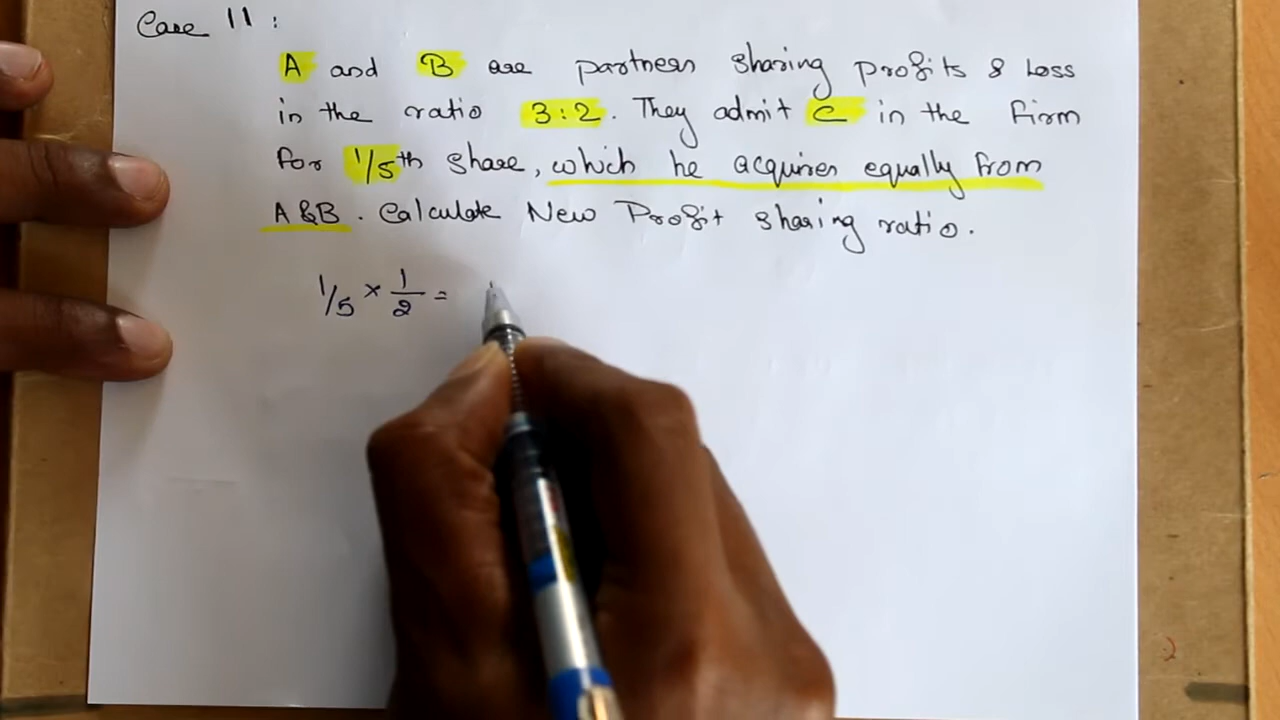 Case 11 :
A and B are partners sharing profits & Loss
in the ratio 3:2. They admit C in the firm
for 1/5th share, which he acquires equally from
A & B. Calculate New Profit sharing ratio.
1/5 × 1/2 =